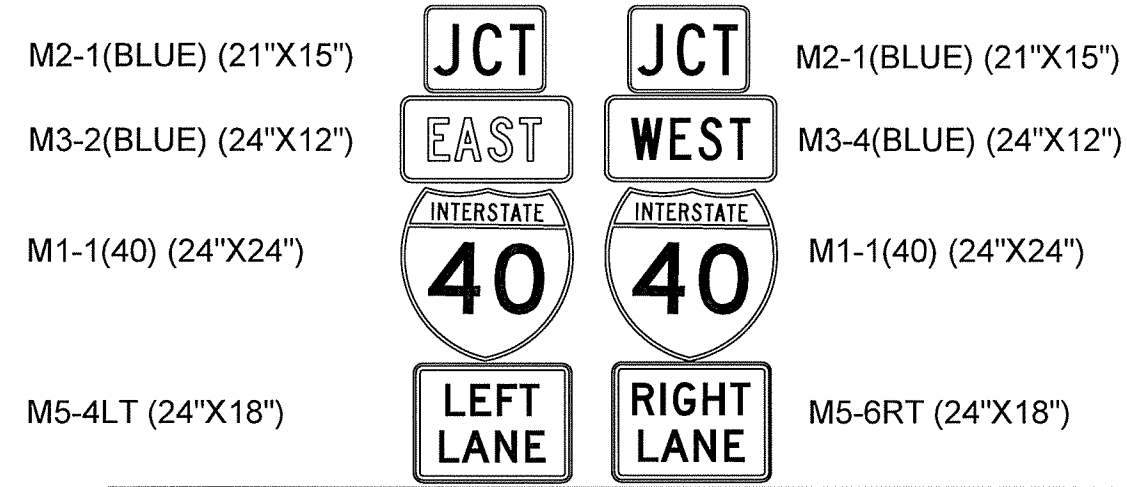 M2-1(BLUE) (21"X15") JCT JCT M2-1(BLUE) (21"X15")
M3-2(BLUE) (24"X12") EAST WEST M3-4(BLUE) (24"X12")
INTERSTATE INTERSTATE
M1-1(40) (24"X24") 40 40 M1-1(40) (24"X24")
LEFT RIGHT
M5-4LT (24"X18") LANE LANE M5-6RT (24"X18")